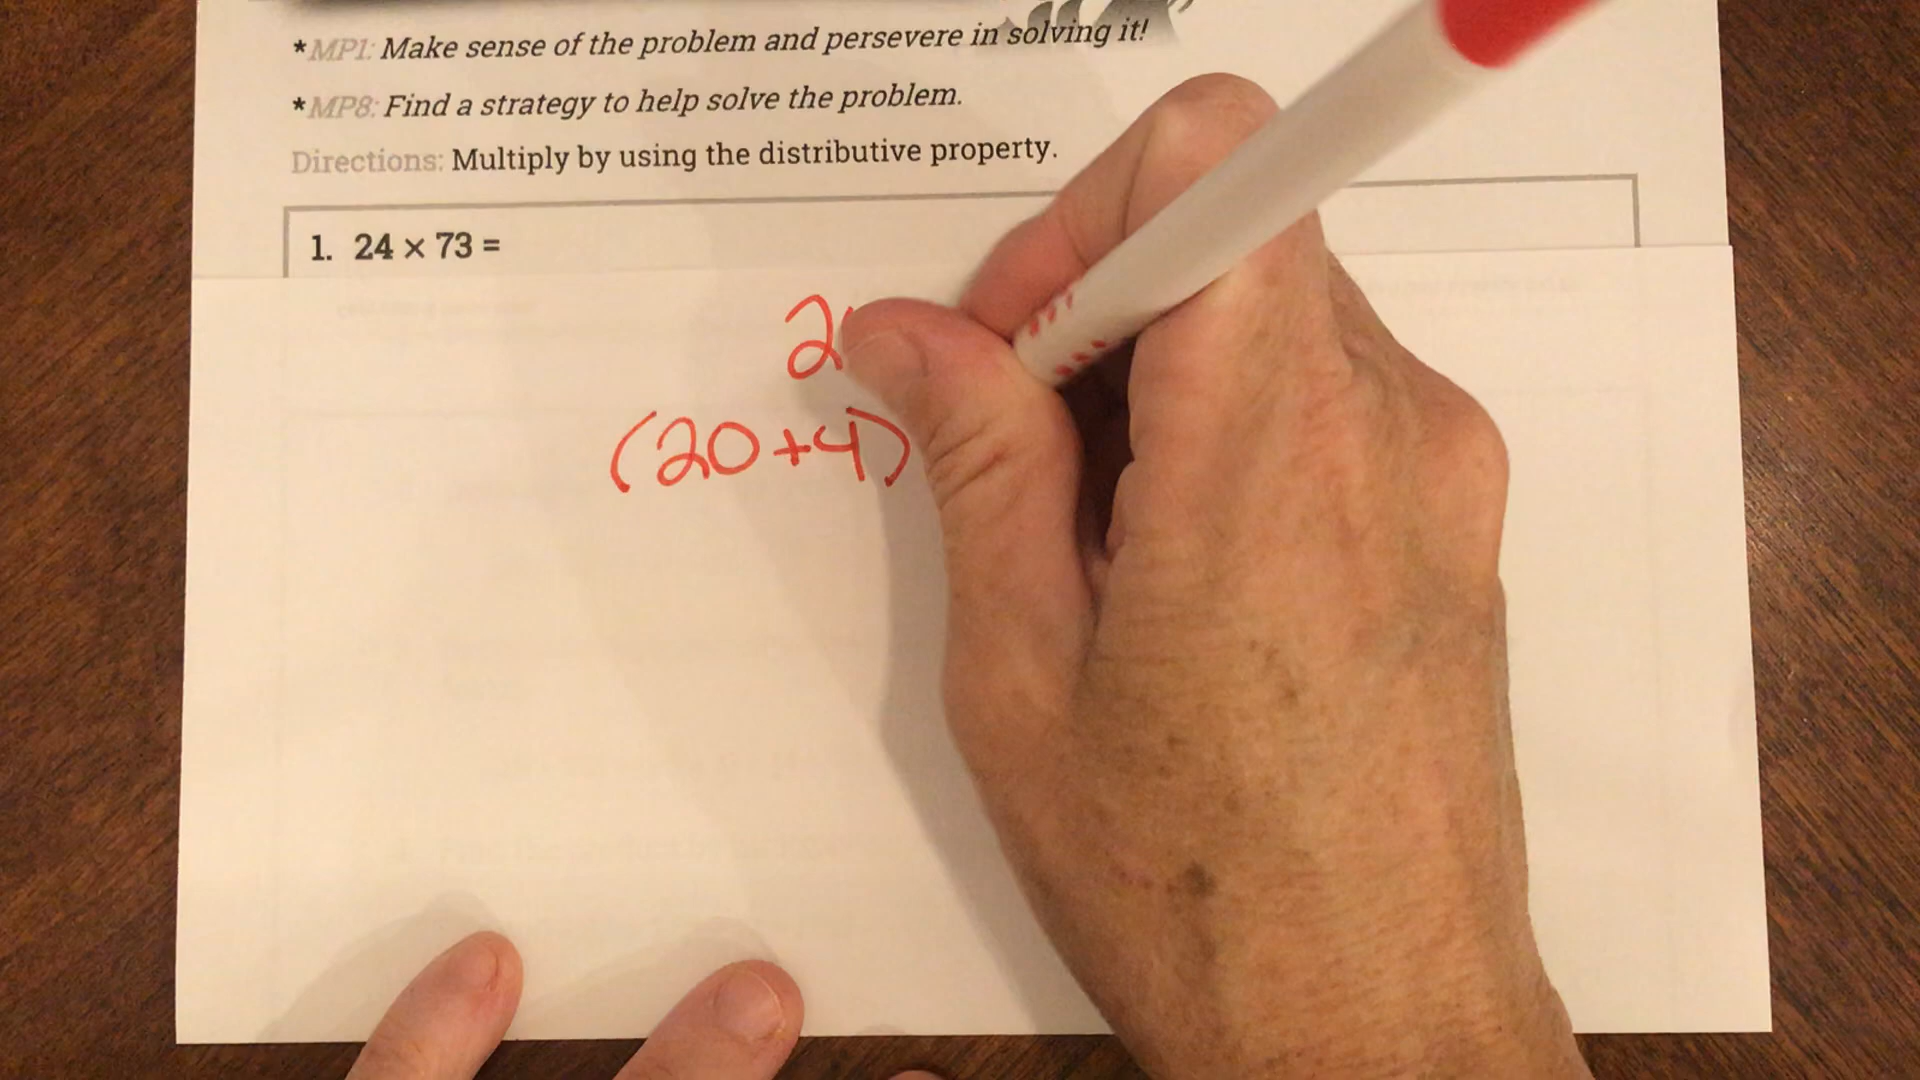 *MP1: Make sense of the problem and persevere in solving it!
*MP8: Find a strategy to help solve the problem.
Directions: Multiply by using the distributive property.
1. 24 × 73 =
2
(20+4)